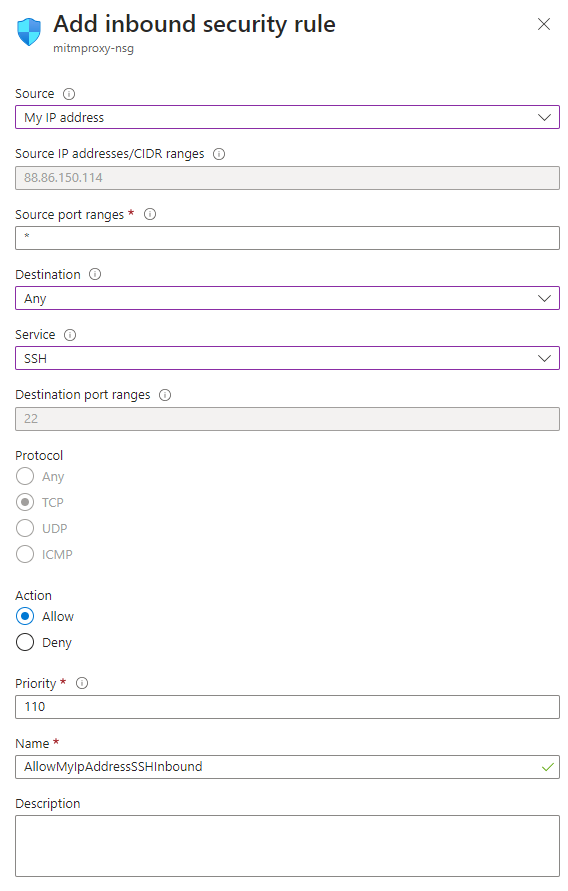 Add inbound security rule
mitmproxy-nsg
Source
My IP address
Source IP addresses/CIDR ranges
88.86.150.114
Source port ranges *
*
Destination
Any
Service
SSH
Destination port ranges
22
Protocol
Any
TCP
UDP
ICMP
Action
Allow
Deny
Priority *
110
Name *
AllowMyIpAddressSSHInbound
Description